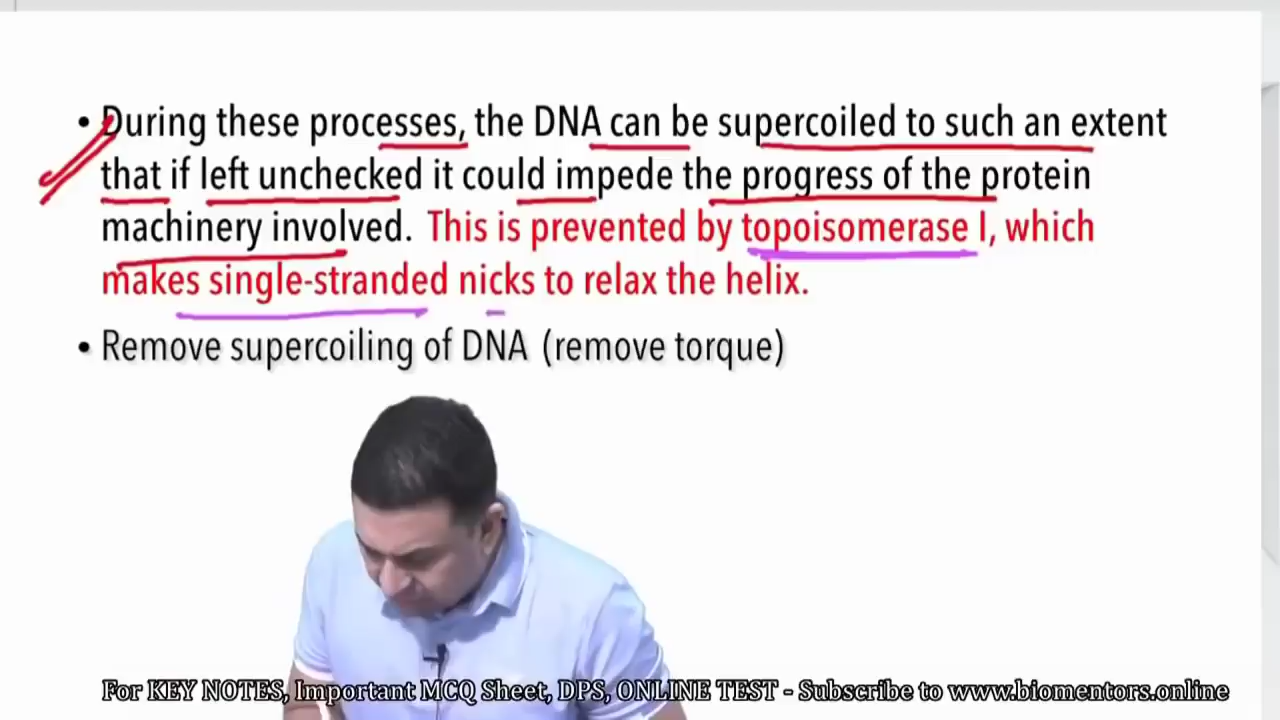 • During these processes, the DNA can be supercoiled to such an extent
that if left unchecked it could impede the progress of the protein
machinery involved. This is prevented by topoisomerase I, which
makes single-stranded nicks to relax the helix.
• Remove supercoiling of DNA (remove torque)
For KEY NOTES, Important MCQ Sheet, DPS, ONLINE TEST - Subscribe to www.biomentors.online